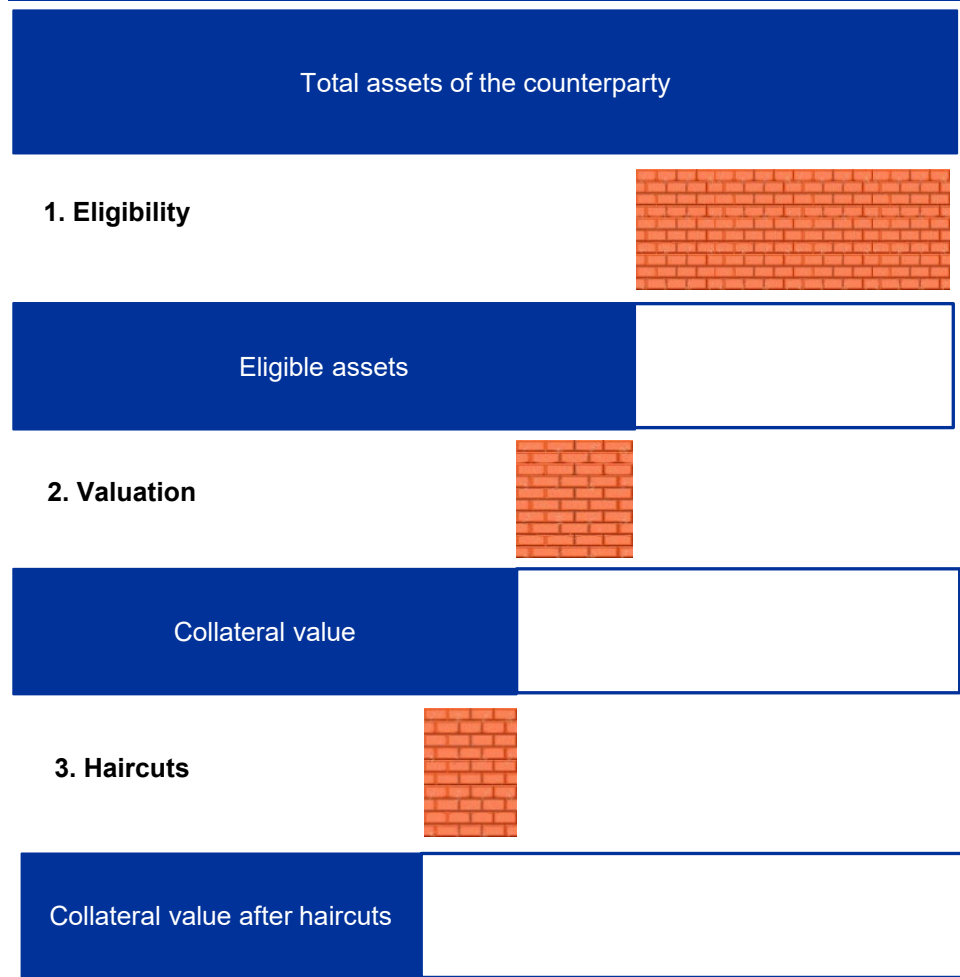 Total assets of the counterparty
1. Eligibility
Eligible assets
2. Valuation
Collateral value
3. Haircuts
Collateral value after haircuts